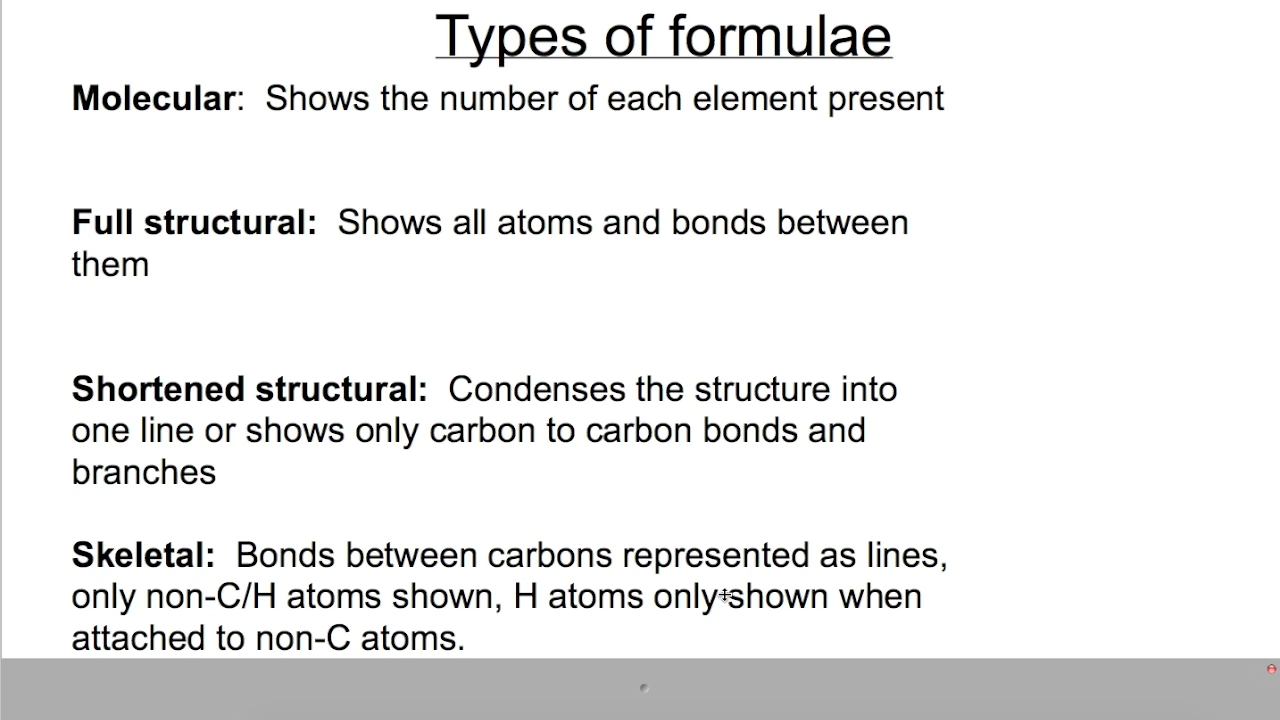 Types of formulae
Molecular:  Shows the number of each element present
Full structural:  Shows all atoms and bonds between
them
Shortened structural:  Condenses the structure into
one line or shows only carbon to carbon bonds and
branches
Skeletal:  Bonds between carbons represented as lines,
only non-C/H atoms shown, H atoms only shown when
attached to non-C atoms.